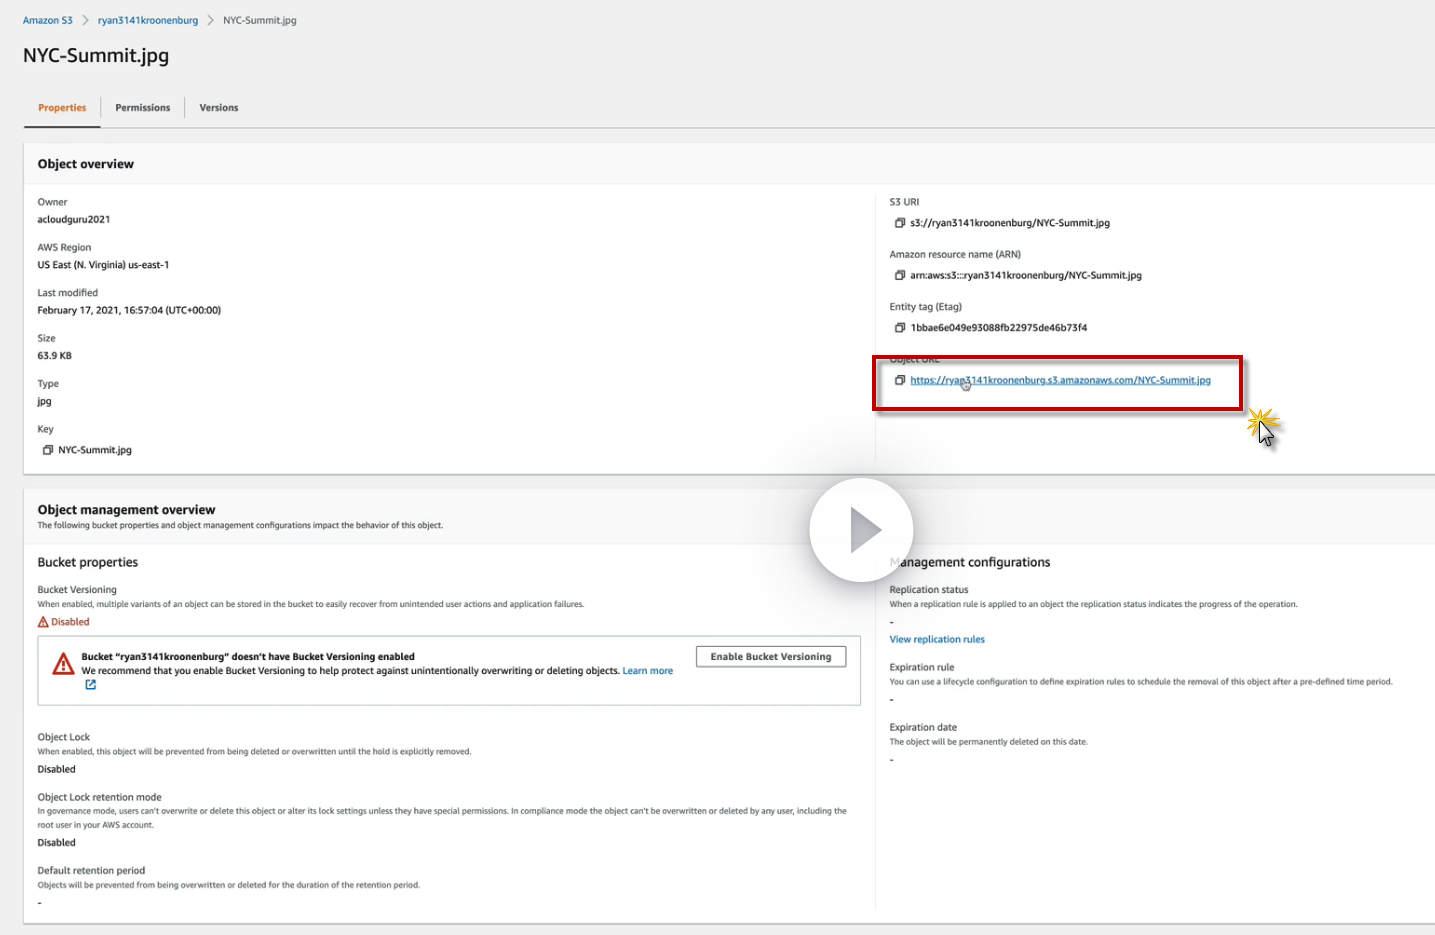 Amazon S3 > ryan3141kroonenburg > NYC-Summit.jpg
NYC-Summit.jpg
Properties
Permissions
Versions
Object overview
Owner
acloudguru2021
AWS Region
US East (N. Virginia) us-east-1
Last modified
February 17, 2021, 16:57:04 (UTC+00:00)
Size
63.9 KB
Type
jpg
Key
NYC-Summit.jpg
S3 URI
s3://ryan3141kroonenburg/NYC-Summit.jpg
Amazon resource name (ARN)
arn:aws:s3:::ryan3141kroonenburg/NYC-Summit.jpg
Entity tag (Etag)
1bbae6e049e93088fb22975de46b73f4
Object URL
https://ryan3141kroonenburg.s3.amazonaws.com/NYC-Summit.jpg
Object management overview
The following bucket properties and object management configurations impact the behavior of this object.
Bucket properties
Bucket Versioning
When enabled, multiple variants of an object can be stored in the bucket to easily recover from unintended user actions and application failures.
Disabled
Bucket “ryan3141kroonenburg” doesn’t have Bucket Versioning enabled
We recommend that you enable Bucket Versioning to help protect against unintentionally overwriting or deleting objects. Learn more
Enable Bucket Versioning
Object Lock
When enabled, this object will be prevented from being deleted or overwritten until the hold is explicitly removed.
Disabled
Object Lock retention mode
In governance mode, users can't overwrite or delete this object or alter its lock settings unless they have special permissions. In compliance mode the object can't be overwritten or deleted by any user, including the
root user in your AWS account.
Disabled
Default retention period
Objects will be prevented from being overwritten or deleted for the duration of the retention period.
-
Management configurations
Replication status
When a replication rule is applied to an object the replication status indicates the progress of the operation.
-
View replication rules
Expiration rule
You can use a lifecycle configuration to define expiration rules to schedule the removal of this object after a pre-defined time period.
-
Expiration date
The object will be permanently deleted on this date.
-